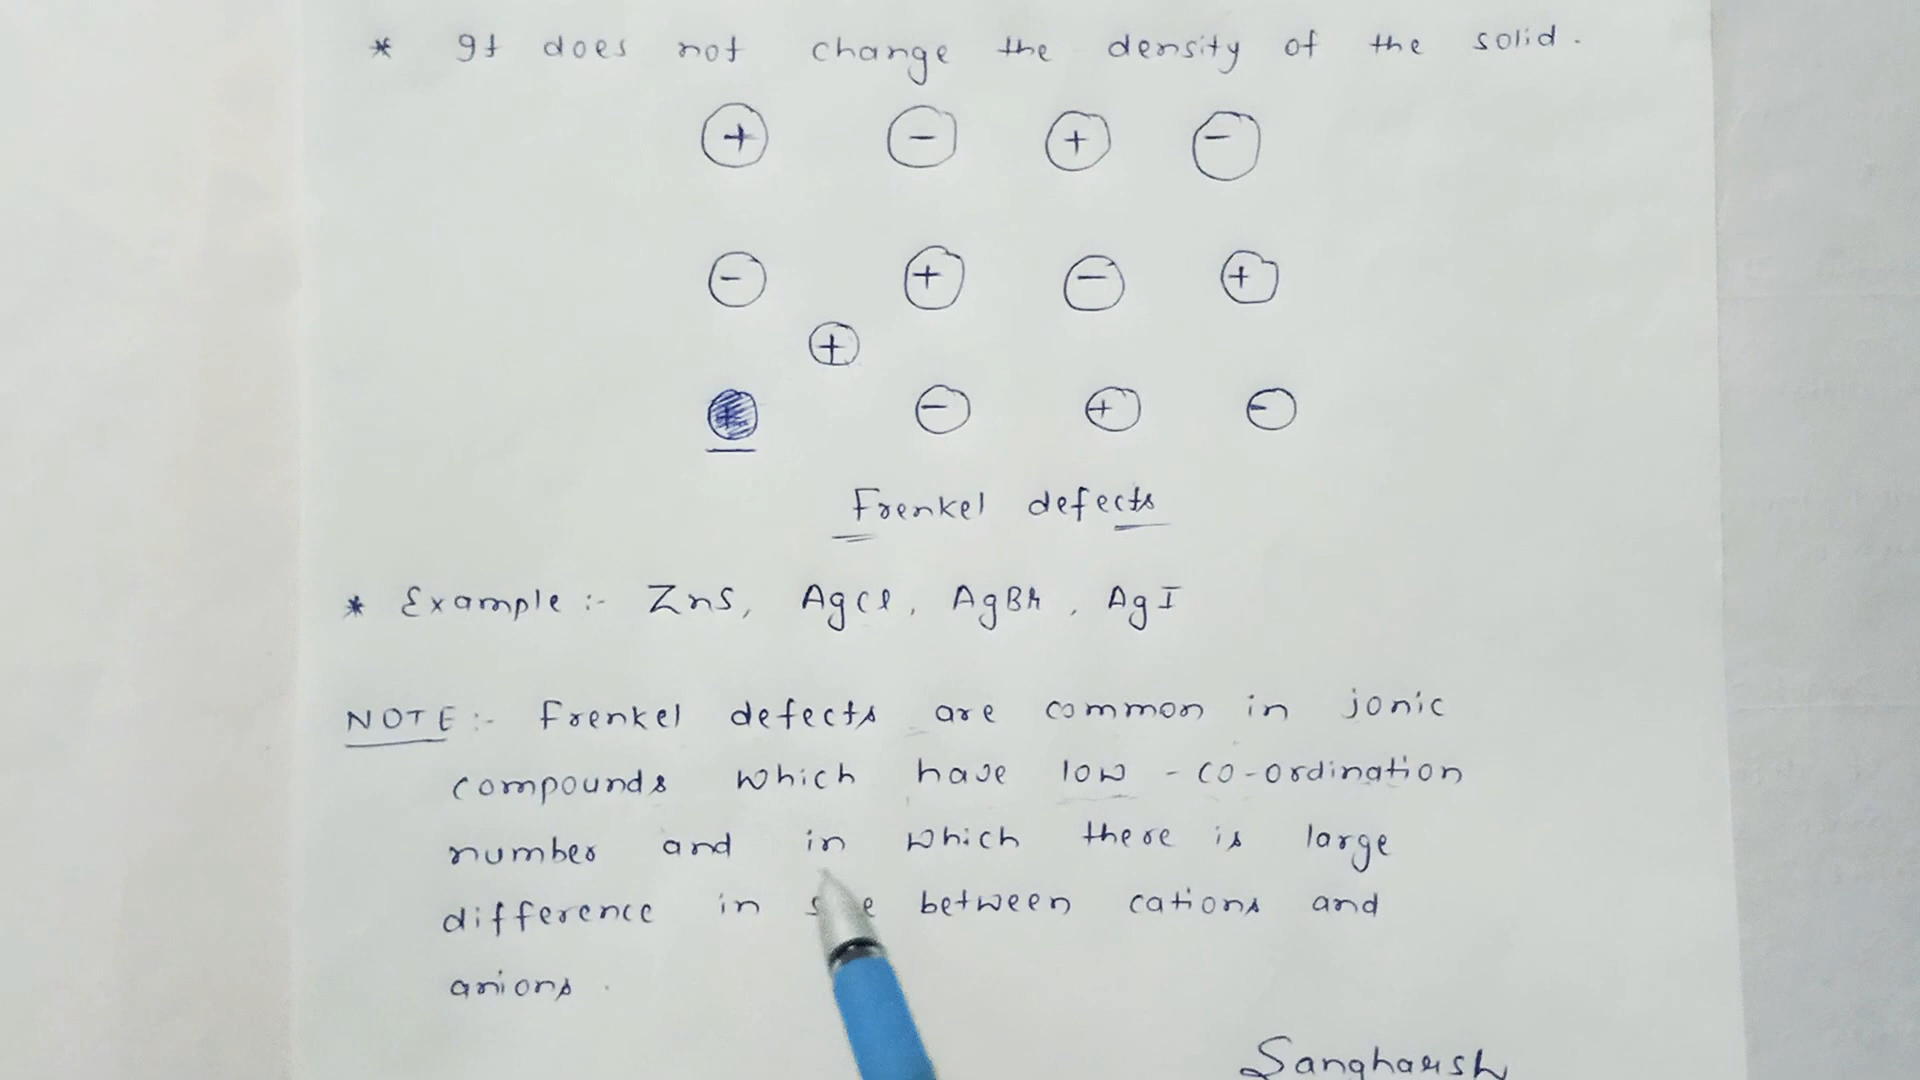 * It does not change the density of the solid.
+ - + -
- + - +
+
+ - + -
Frenkel defects
* Example :- ZnS, AgCl, AgBr, AgI
NOTE :- Frenkel defects are common in ionic
compounds which have low - co-ordination
number and in which there is large
difference in between cations and
anions.
Sangharsh